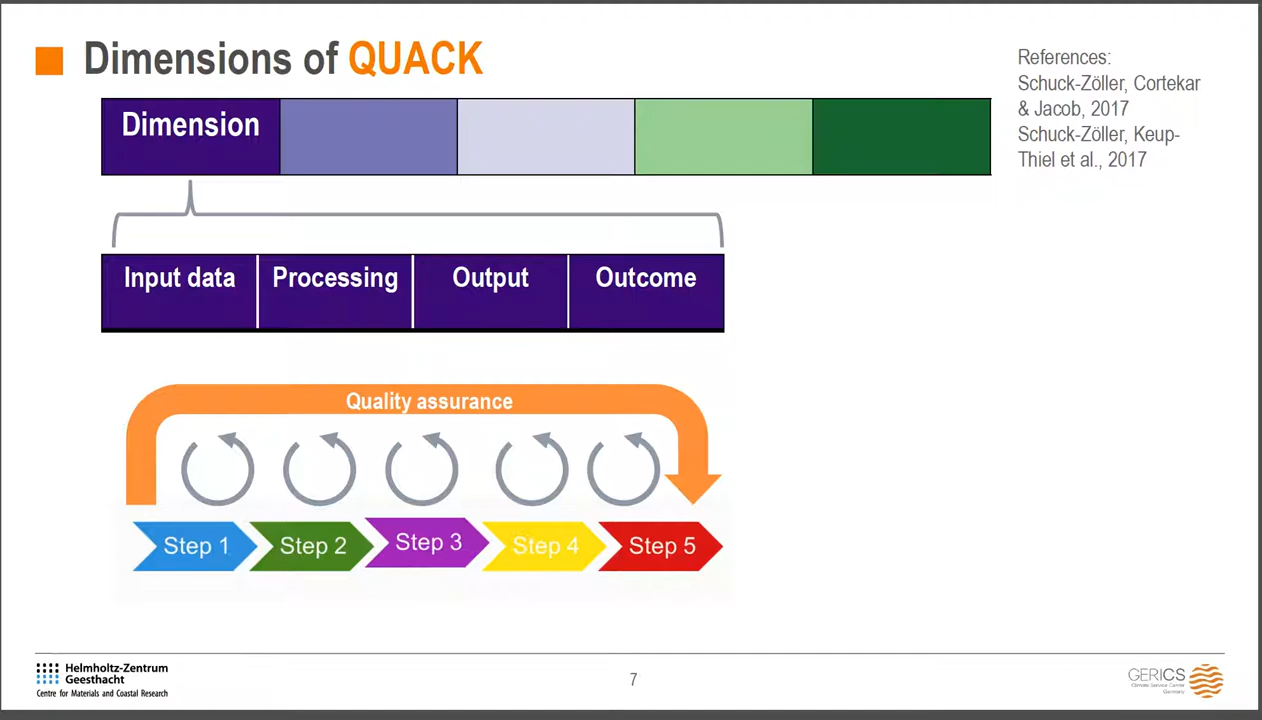 Dimensions of QUACK
References:
Schuck-Zöller, Cortekar
& Jacob, 2017
Schuck-Zöller, Keup-
Thiel et al., 2017
Dimension
Input data
Processing
Output
Outcome
Quality assurance
Step 1
Step 2
Step 3
Step 4
Step 5
Helmholtz-Zentrum
Geesthacht
Centre for Materials and Coastal Research
7
GERICS
Climate Service Center
Germany